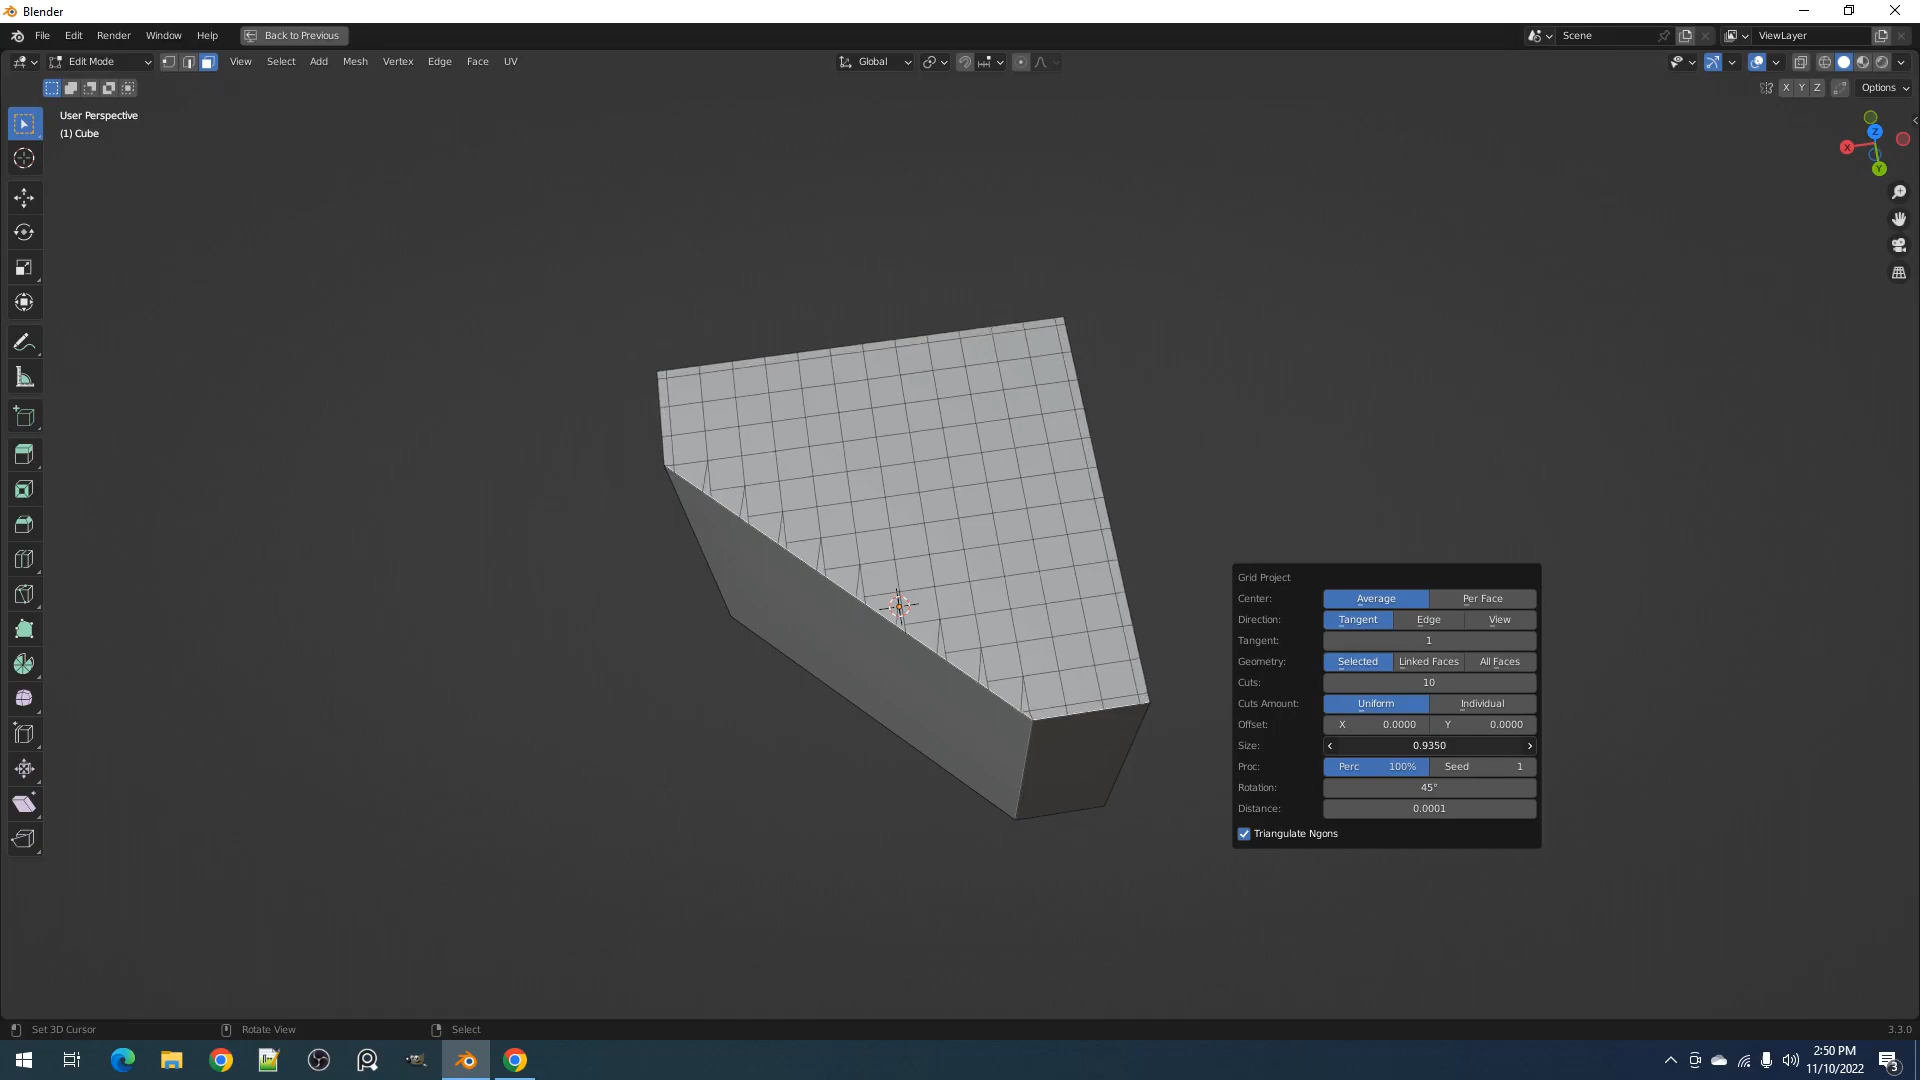 Blender
File Edit Render Window Help Back to Previous Scene ViewLayer
Edit Mode View Select Add Mesh Vertex Edge Face UV Global
X Y Z Options
User Perspective
(1) Cube
Z
X
Y
Grid Project
Center: Average Per Face
Direction: Tangent Edge View
Tangent: 1
Geometry: Selected Linked Faces All Faces
Cuts: 10
Cuts Amount: Uniform Individual
Offset: X 0.0000 Y 0.0000
Size: 0.9350
Proc: Perc 100% Seed 1
Rotation: 45°
Distance: 0.0001
Triangulate Ngons
Set 3D Cursor Rotate View Select 3.3.0
2:50 PM
11/10/2022
3